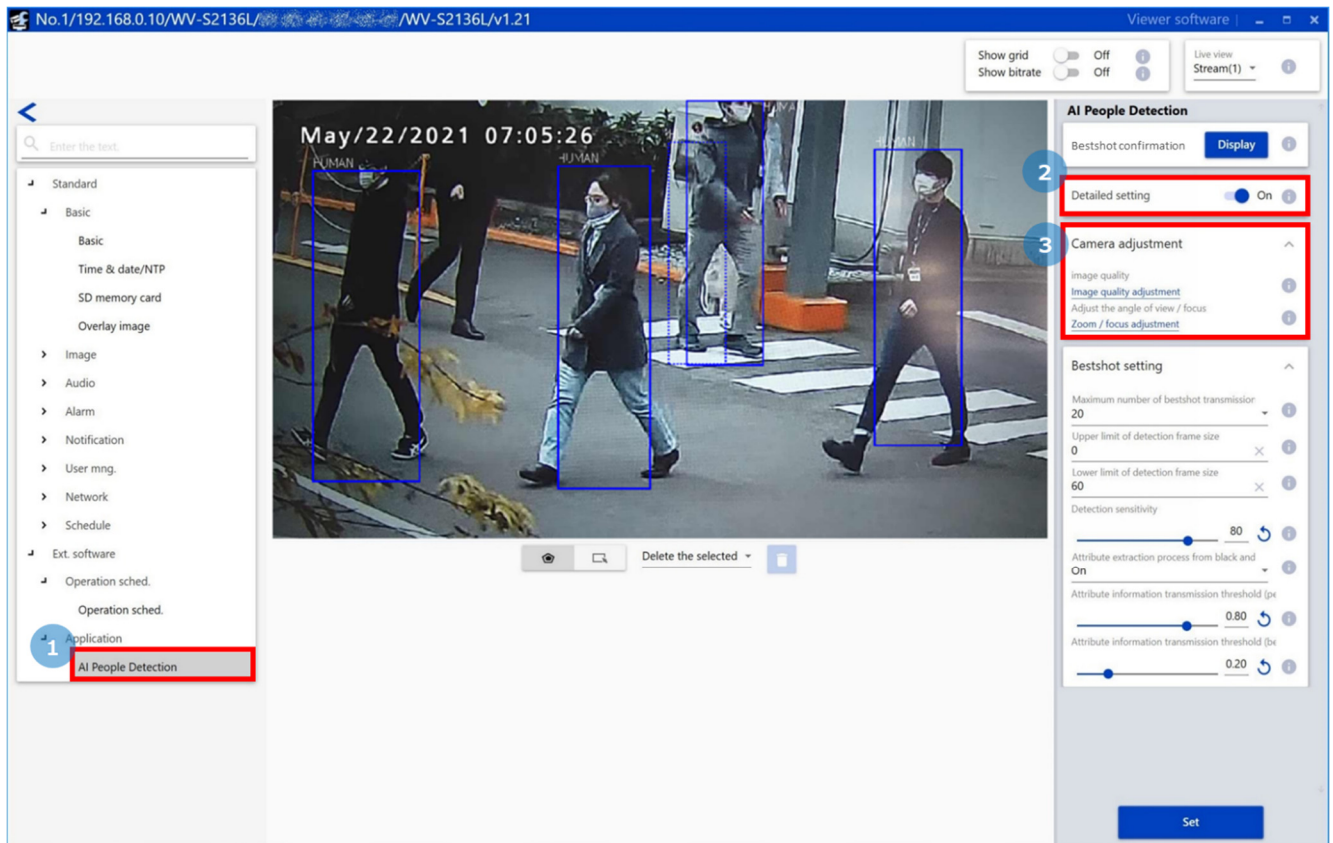 No.1/192.168.0.10/WV-S2136L/ /WV-S2136L/v1.21
Viewer software
Show grid Off
Show bitrate Off
Live view
Stream(1)
Enter the text.
Standard
Basic
Basic
Time & date/NTP
SD memory card
Overlay image
Image
Audio
Alarm
Notification
User mng.
Network
Schedule
Ext. software
Operation sched.
Operation sched.
1
Application
AI People Detection
May/22/2021 07:05:26
HUMAN
HUMAN
HUMAN
Delete the selected
AI People Detection
Bestshot confirmation Display
2
Detailed setting On
3
Camera adjustment
image quality
Image quality adjustment
Adjust the angle of view / focus
Zoom / focus adjustment
Bestshot setting
Maximum number of bestshot transmission
20
Upper limit of detection frame size
0
Lower limit of detection frame size
60
Detection sensitivity
80
Attribute extraction process from black and
On
Attribute information transmission threshold (pe
0.80
Attribute information transmission threshold (be
0.20
Set